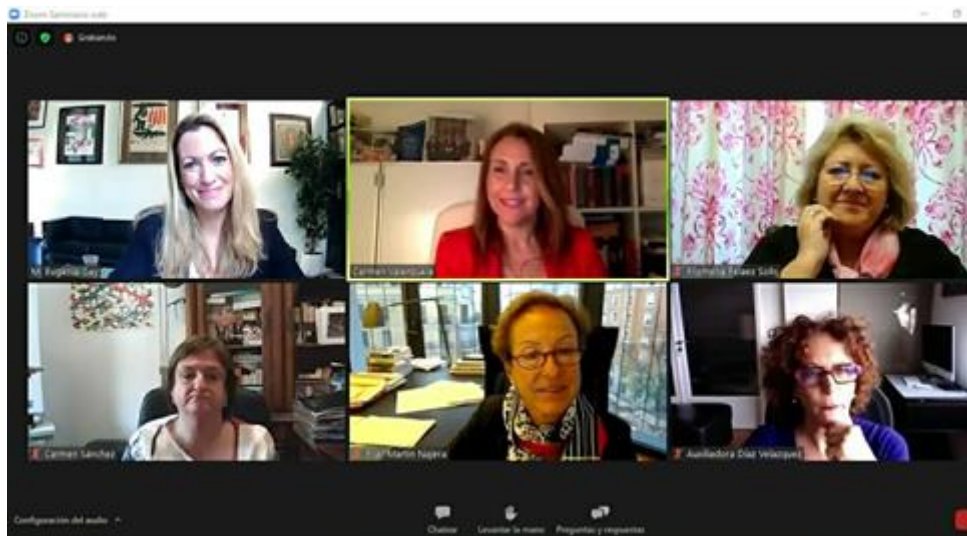 Zoom Seminario web
Grabando
M. Eugenia Gay
Carmen Valenzuela
Filomena Peláez Solís
Carmen Sánchez
Pilar Martín Nájera
Auxiliadora Díaz Velázquez
Configuración del audio
Chatear
Levantar la mano
Preguntas y respuestas